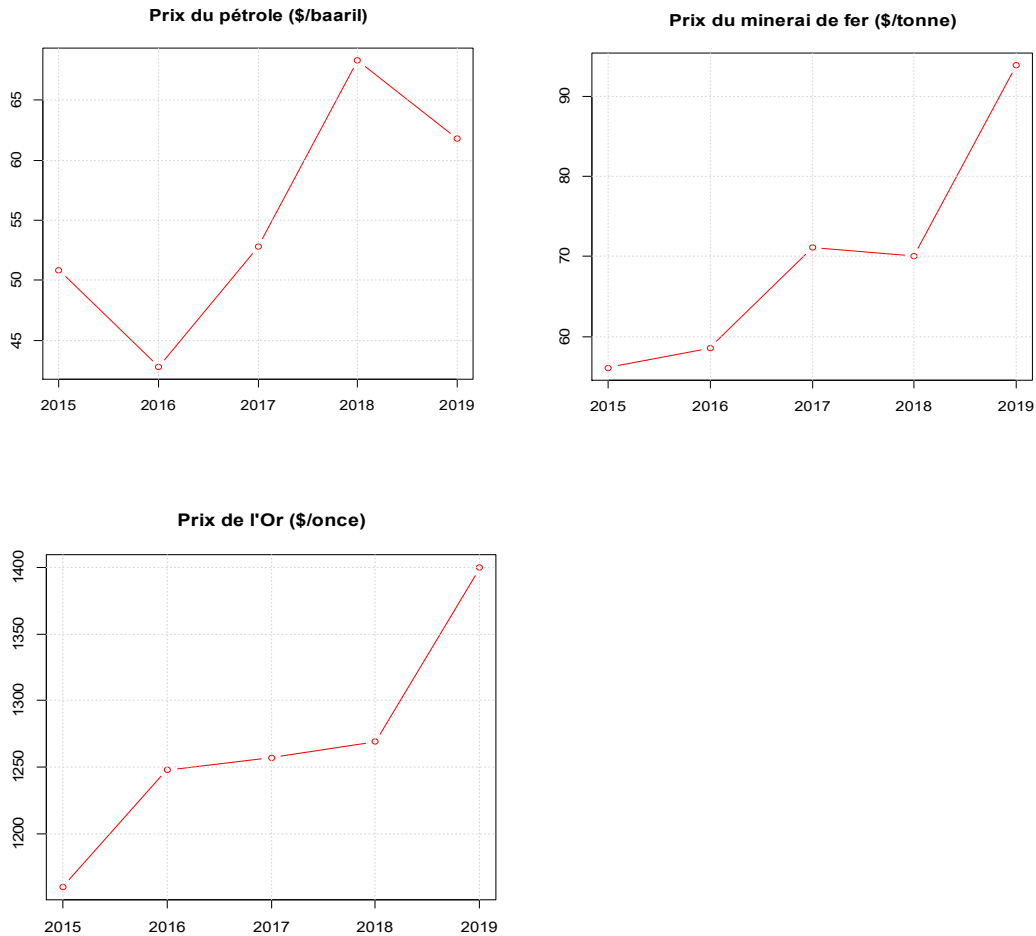 Prix du pétrole ($/baaril)
65
60
55
50
45
2015 2016 2017 2018 2019
Prix du minerai de fer ($/tonne)
90
80
70
60
2015 2016 2017 2018 2019
Prix de l'Or ($/once)
1400
1350
1300
1250
1200
2015 2016 2017 2018 2019